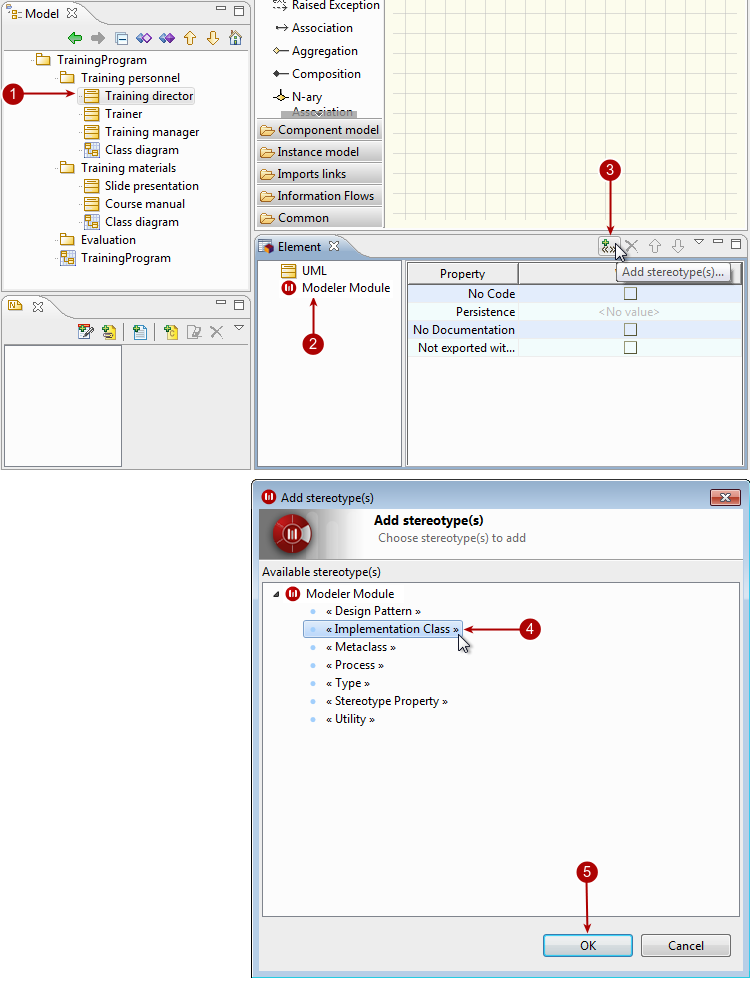 Model
TrainingProgram
Training personnel
1
Training director
Trainer
Training manager
Class diagram
Training materials
Slide presentation
Course manual
Class diagram
Evaluation
TrainingProgram
Raised Exception
Association
Aggregation
Composition
N-ary
Association
Component model
Instance model
Imports links
Information Flows
Common
3
Element
Add stereotype(s)...
UML
Modeler Module
2
Property
No Code
Persistence <No value>
No Documentation
Not exported wit...
N
Add stereotype(s)
Add stereotype(s)
Choose stereotype(s) to add
Available stereotype(s)
Modeler Module
« Design Pattern »
« Implementation Class »
4
« Metaclass »
« Process »
« Type »
« Stereotype Property »
« Utility »
5
OK Cancel